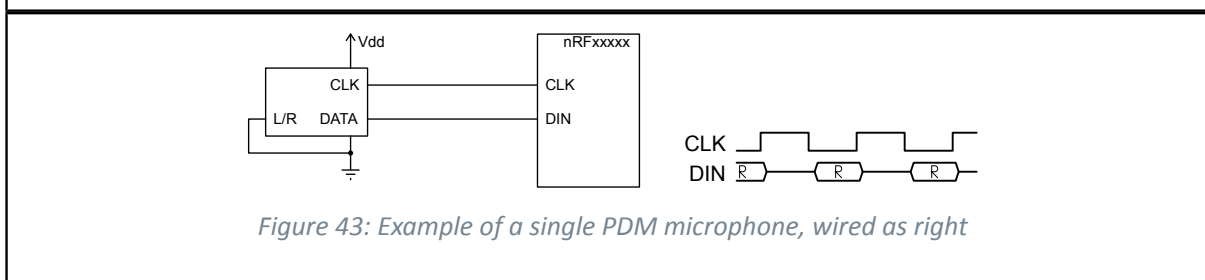 Vdd
nRFxxxxx
CLK
CLK
L/R DATA
DIN
CLK
DIN R R R
Figure 43: Example of a single PDM microphone, wired as right